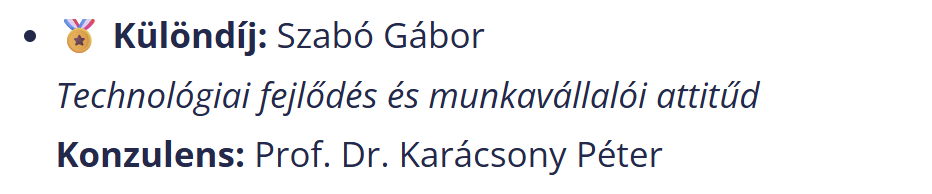 • 🏅 Különdíj: Szabó Gábor
Technológiai fejlődés és munkavállalói attitűd
Konzulens: Prof. Dr. Karácsony Péter